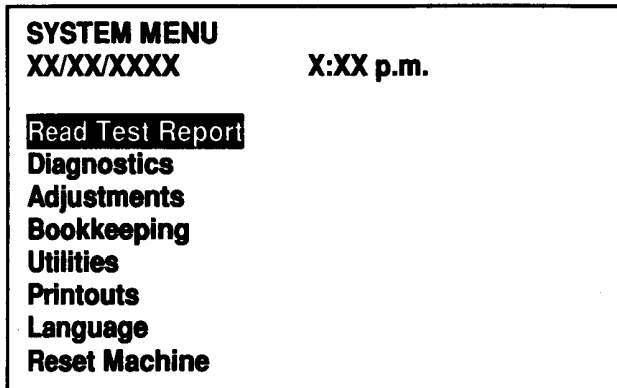 SYSTEM MENU
XX/XX/XXXX X:XX p.m.
Read Test Report
Diagnostics
Adjustments
Bookkeeping
Utilities
Printouts
Language
Reset Machine